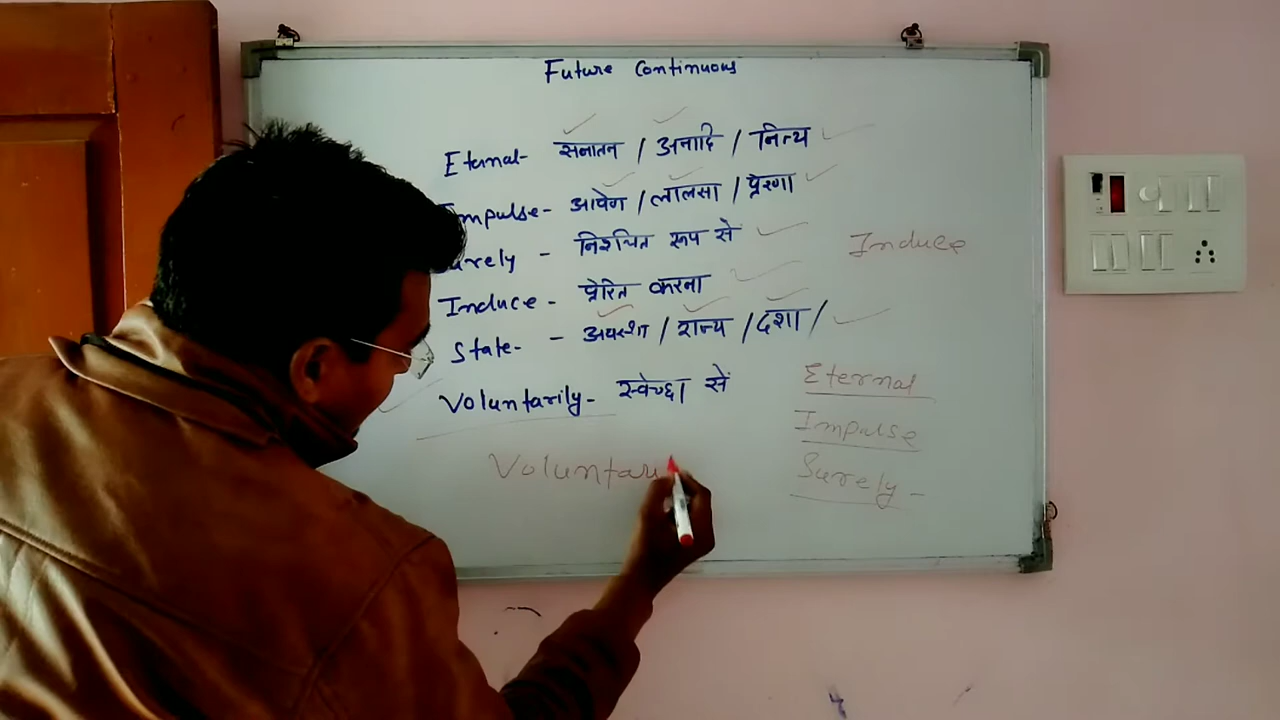 Future Continuous
Eternal- सनातन / अनादि / नित्य
Impulse- आवेग / लालसा / प्रेरणा
Surely - निश्चित रूप से
Induce
Induce - प्रेरित करना
State- - अवस्था / राज्य / दशा /
Voluntarily- स्वेच्छा सें
Eternal
Impulse
Voluntari
Surely -